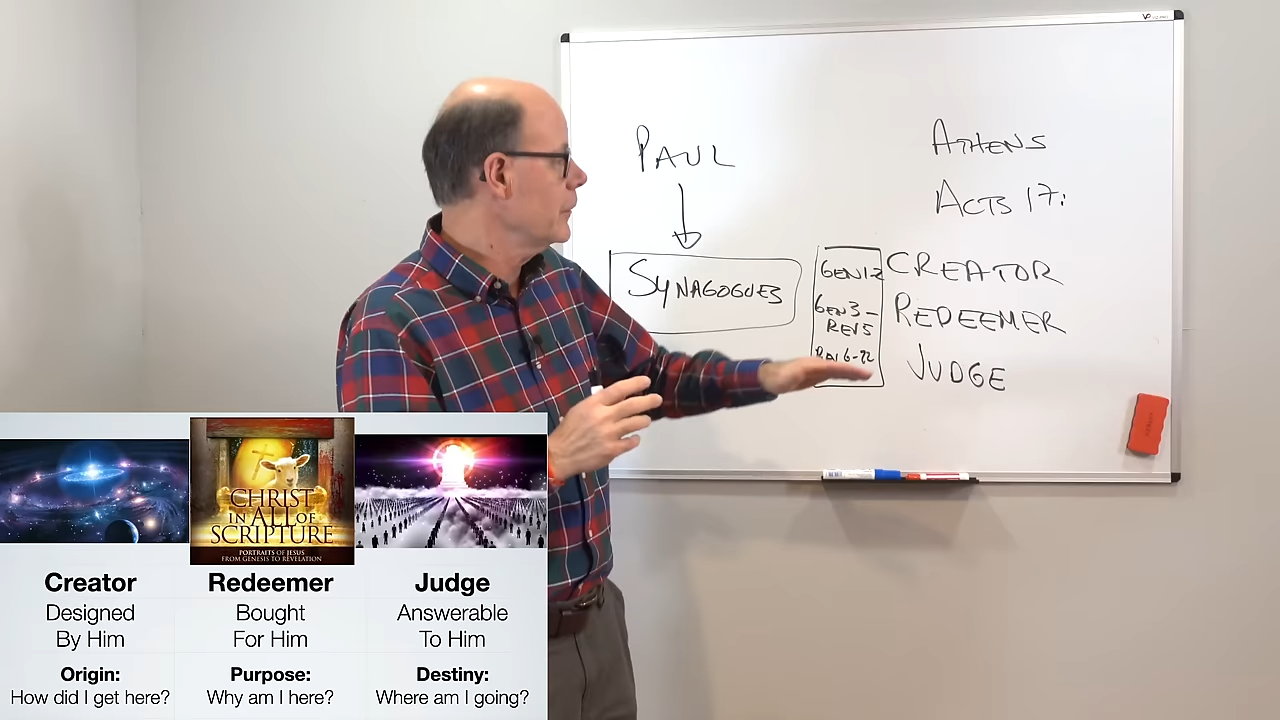 PAUL
SYNAGOGUES
ATHENS
ACTS 17:
GEN 1-2
CREATOR
GEN 3-
REV 5
REDEEMER
REV 6-22
JUDGE
CHRIST
IN ALL OF
SCRIPTURE
PORTRAITS OF JESUS
FROM GENESIS TO REVELATION
Creator
Designed
By Him
Origin:
How did I get here?
Redeemer
Bought
For Him
Purpose:
Why am I here?
Judge
Answerable
To Him
Destiny:
Where am I going?